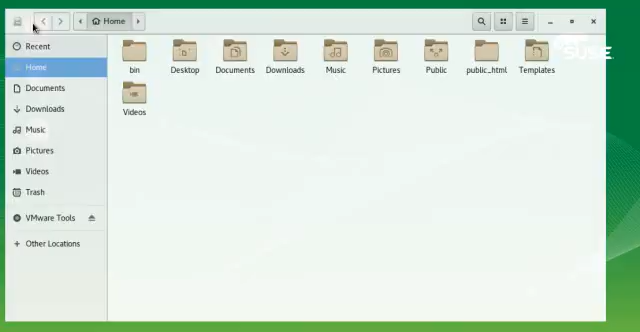 Home
Recent
Home
Documents
Downloads
Music
Pictures
Videos
Trash
VMware Tools
Other Locations
bin
Desktop
Documents
Downloads
Music
Pictures
Public
public_html
Templates
Videos
SUSE